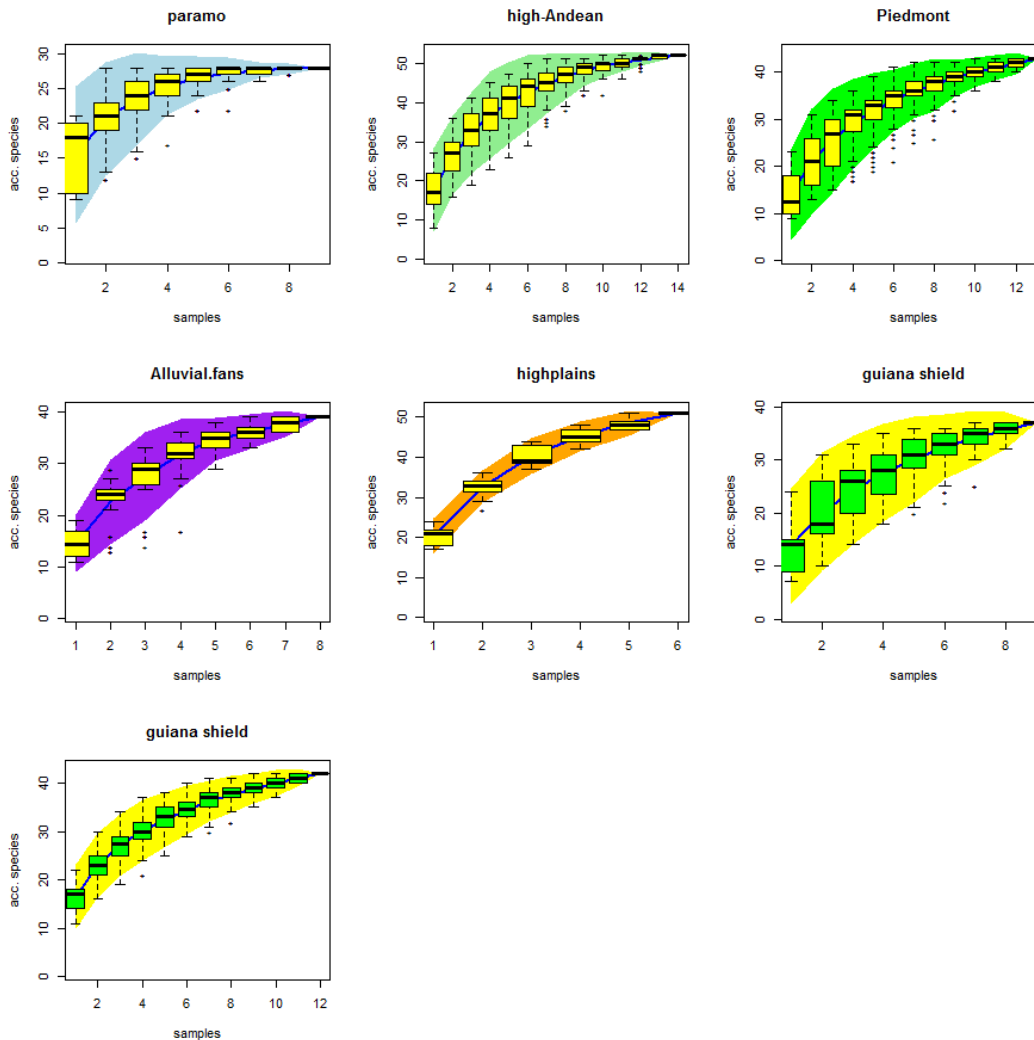 paramo
acc. species
0 5 10 15 20 25 30
2 4 6 8
samples
high-Andean
acc. species
0 10 20 30 40 50
2 4 6 8 10 12 14
samples
Piedmont
acc. species
0 10 20 30 40
2 4 6 8 10 12
samples
Alluvial.fans
acc. species
0 10 20 30 40
1 2 3 4 5 6 7 8
samples
highplains
acc. species
0 10 20 30 40 50
1 2 3 4 5 6
samples
guiana shield
acc. species
0 10 20 30 40
2 4 6 8
samples
guiana shield
acc. species
0 10 20 30 40
2 4 6 8 10 12
samples